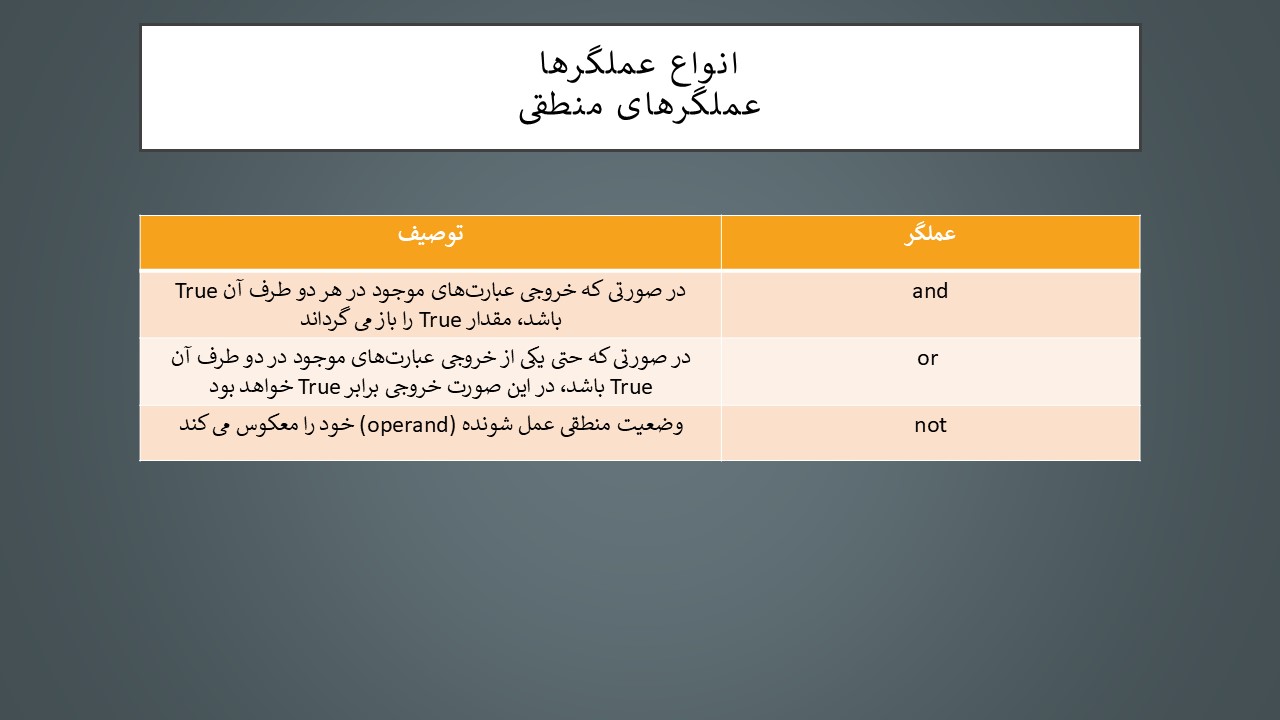 انواع عملگرها
عملگرهای منطقی
عملگر
توصیف
and
در صورتی که خروجی عبارت‌های موجود در هر دو طرف آن True
باشد، مقدار True را باز می گرداند
or
در صورتی که حتی یکی از خروجی عبارت‌های موجود در دو طرف آن
True باشد، در این صورت خروجی برابر True خواهد بود
not
وضعیت منطقی عمل شونده (operand) خود را معکوس می کند